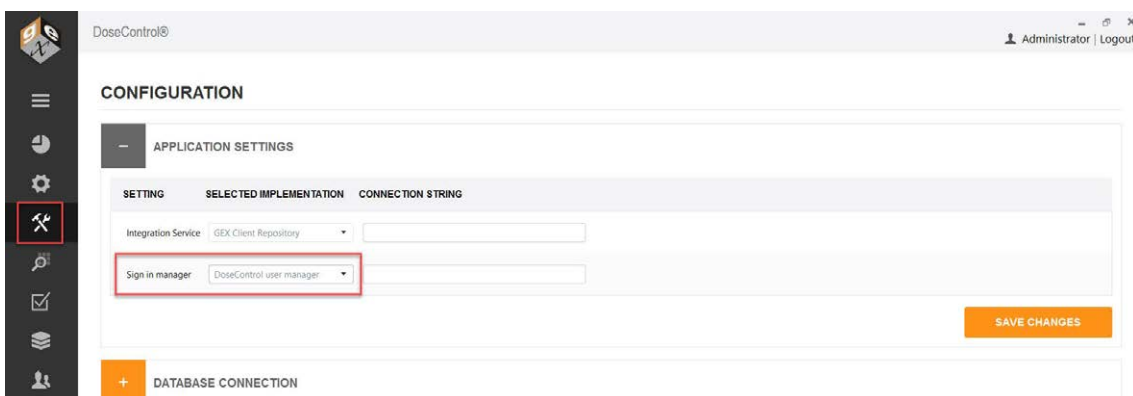 gex
DoseControl®
Administrator | Logout
CONFIGURATION
APPLICATION SETTINGS
SETTING SELECTED IMPLEMENTATION CONNECTION STRING
Integration Service GEX Client Repository
Sign in manager DoseControl user manager
SAVE CHANGES
DATABASE CONNECTION